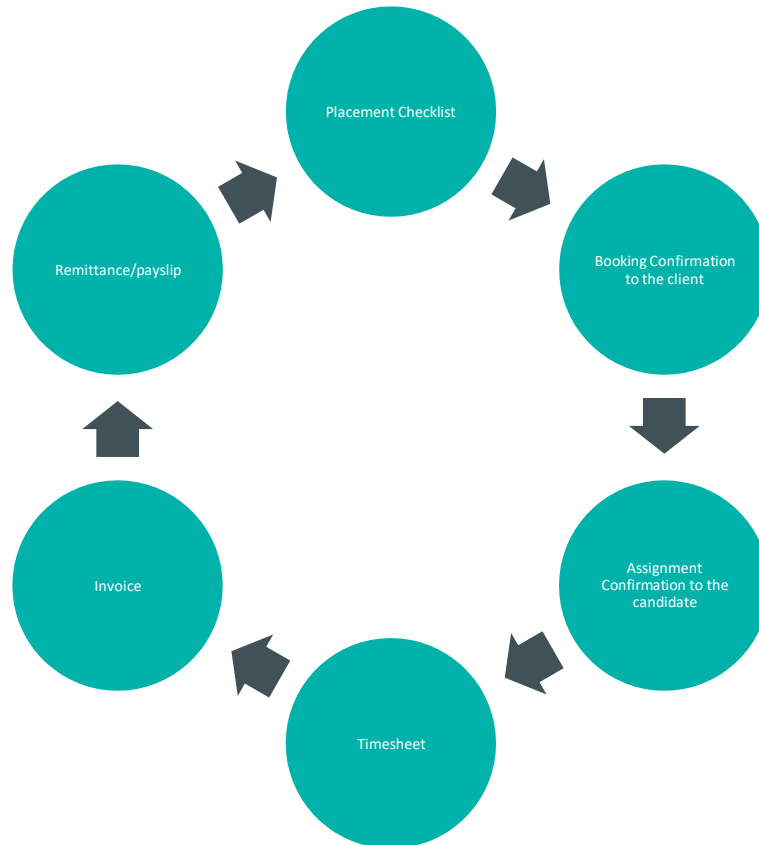 Placement Checklist
Booking Confirmation
to the client
Assignment
Confirmation to the
candidate
Timesheet
Invoice
Remittance/payslip